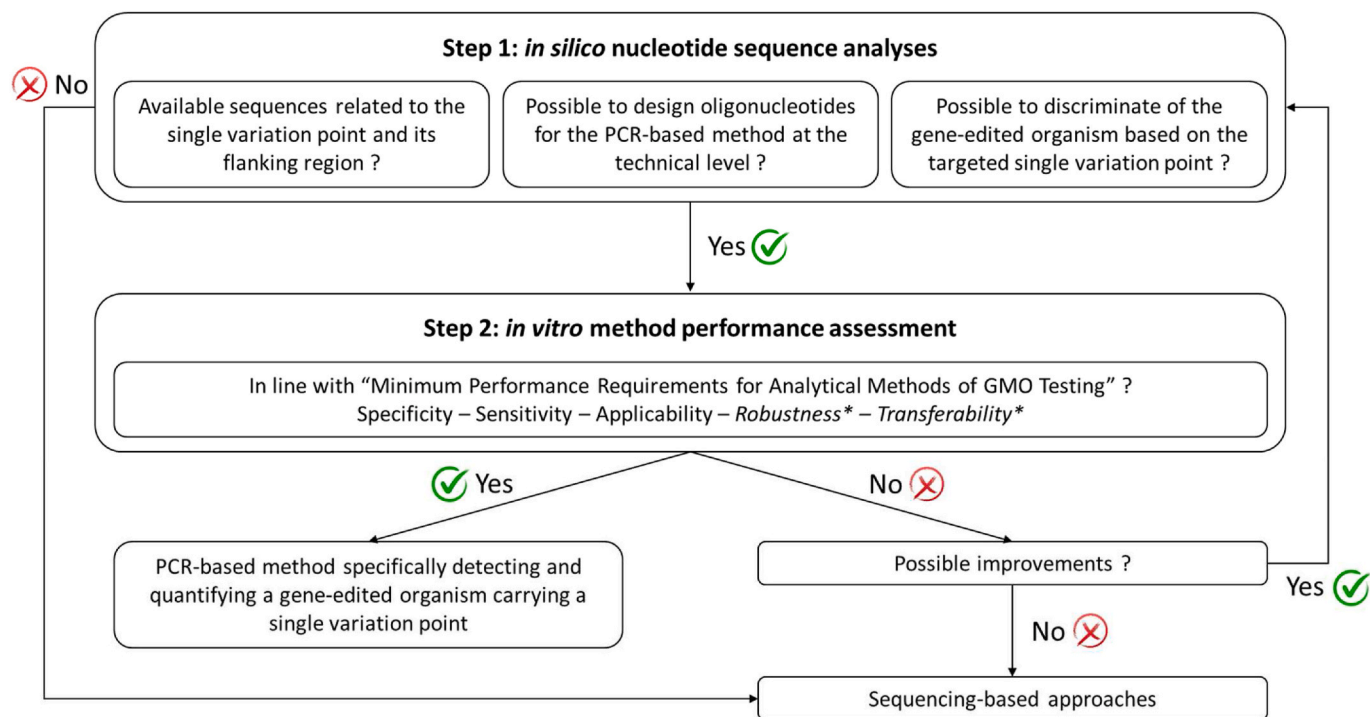 Step 1: in silico nucleotide sequence analyses
No
Available sequences related to the
single variation point and its
flanking region ?
Possible to design oligonucleotides
for the PCR-based method at the
technical level ?
Possible to discriminate of the
gene-edited organism based on the
targeted single variation point ?
Yes
Step 2: in vitro method performance assessment
In line with “Minimum Performance Requirements for Analytical Methods of GMO Testing” ?
Specificity – Sensitivity – Applicability – Robustness* – Transferability*
Yes
No
PCR-based method specifically detecting and
quantifying a gene-edited organism carrying a
single variation point
Possible improvements ?
Yes
No
Sequencing-based approaches